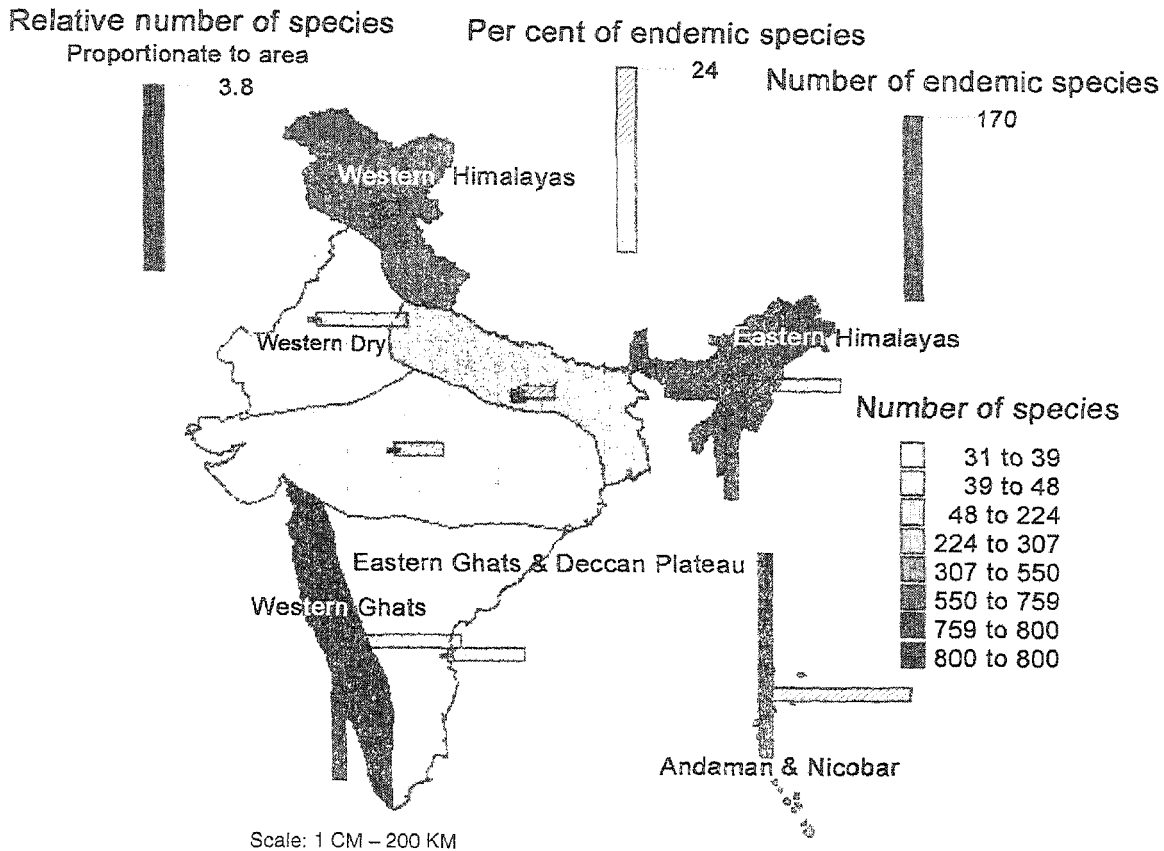 Relative number of species
Proportionate to area
3.8
Per cent of endemic species
24
Number of endemic species
170
Western Himalayas
Western Dry
Eastern Himalayas
Number of species
31 to 39
39 to 48
48 to 224
224 to 307
307 to 550
550 to 759
759 to 800
800 to 800
Eastern Ghats & Deccan Plateau
Western Ghats
Andaman & Nicobar
Scale: 1 CM – 200 KM